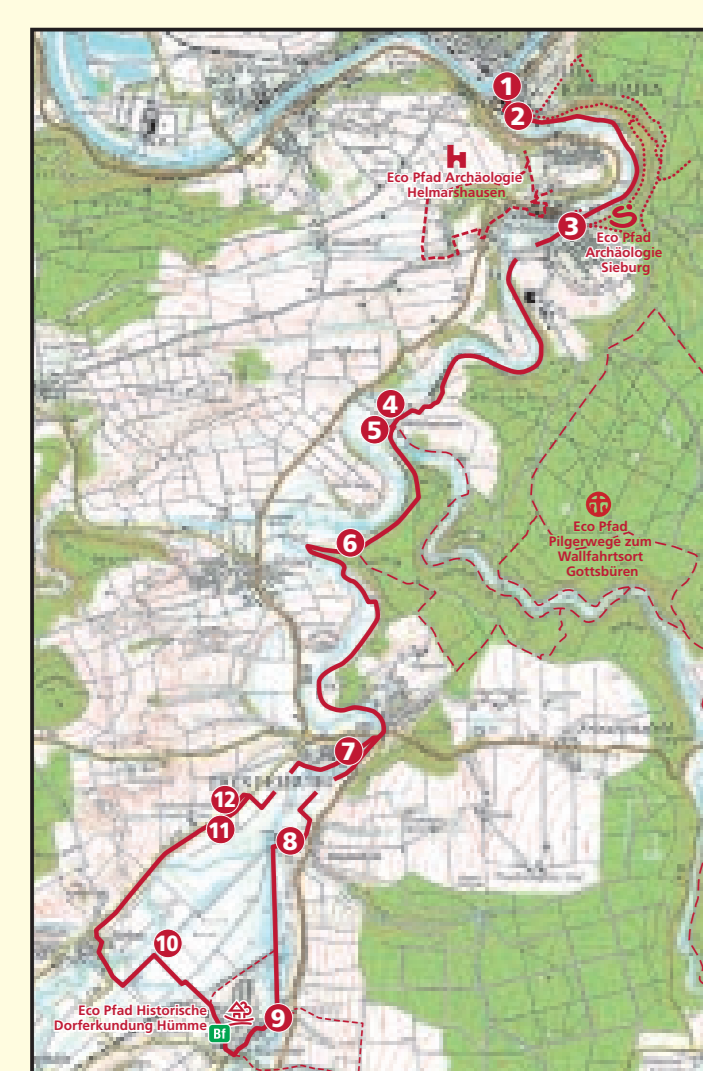 1
2
Eco Pfad Archäologie
Helmarshausen
3
Eco Pfad
Archäologie
Sieburg
4
5
Eco Pfad
Pilgerwege zum
Wallfahrtsort
Gottsbüren
6
7
12
11
8
10
Eco Pfad Historische
Dorferkundung Hümme
Bf
9